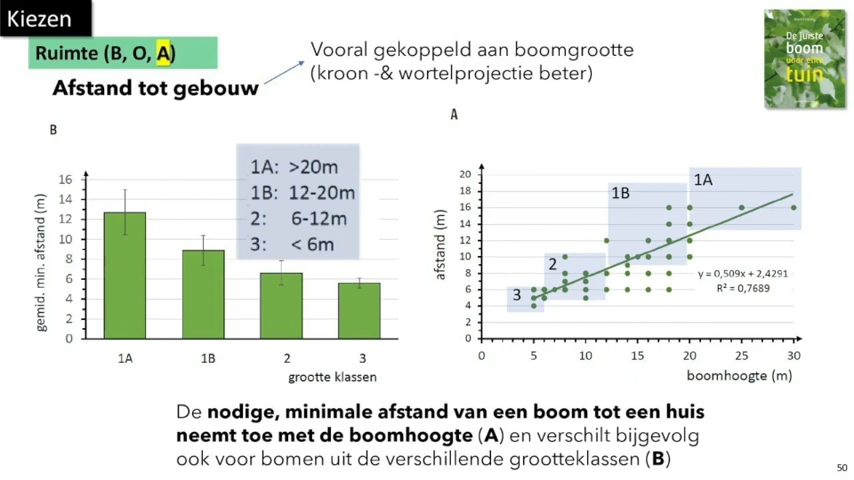 Kiezen
Ruimte (B, O, A)
Afstand tot gebouw
Vooral gekoppeld aan boomgrootte
(kroon -& wortelprojectie beter)
De juiste
boom
voor elke
tuin
B
gemid. min. afstand (m)
16
14
12
10
8
6
4
2
0
1A: >20m
1B: 12-20m
2: 6-12m
3: < 6m
1A 1B 2 3
grootte klassen
A
afstand (m)
20
18
16
14
12
10
8
6
4
2
0
1A
1B
2
3
y = 0,509x + 2,4291
R² = 0,7689
0 5 10 15 20 25 30
boomhoogte (m)
De nodige, minimale afstand van een boom tot een huis
neemt toe met de boomhoogte (A) en verschilt bijgevolg
ook voor bomen uit de verschillende grootteklassen (B)
50